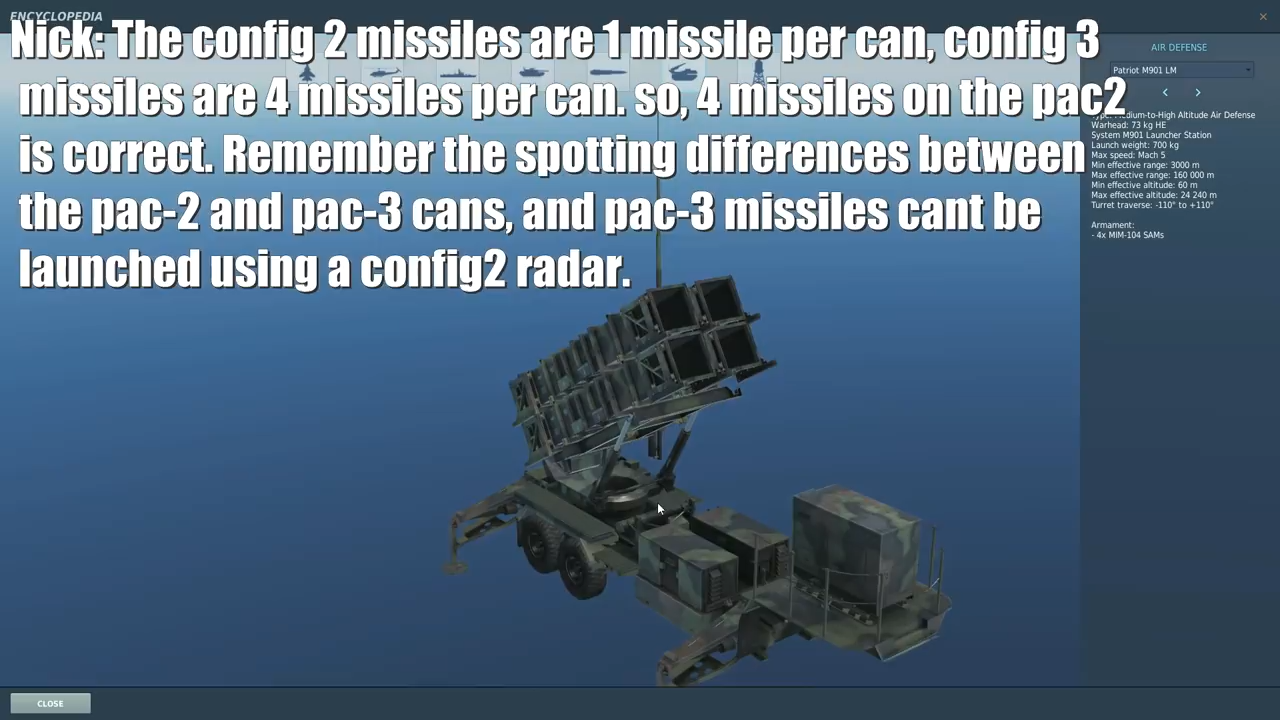 ENCYCLOPEDIA
Nick: The config 2 missiles are 1 missile per can, config 3
missiles are 4 missiles per can. so, 4 missiles on the pac2
is correct. Remember the spotting differences between
the pac-2 and pac-3 cans, and pac-3 missiles cant be
launched using a config2 radar.
AIR DEFENSE
Patriot M901 LM
Type: Medium-to-High Altitude Air Defense
Warhead: 73 kg HE
System M901 Launcher Station
Launch weight: 700 kg
Max speed: Mach 5
Min effective range: 3000 m
Max effective range: 160 000 m
Min effective altitude: 60 m
Max effective altitude: 24 240 m
Turret traverse: -110° to +110°
Armament:
- 4x MIM-104 SAMs
CLOSE